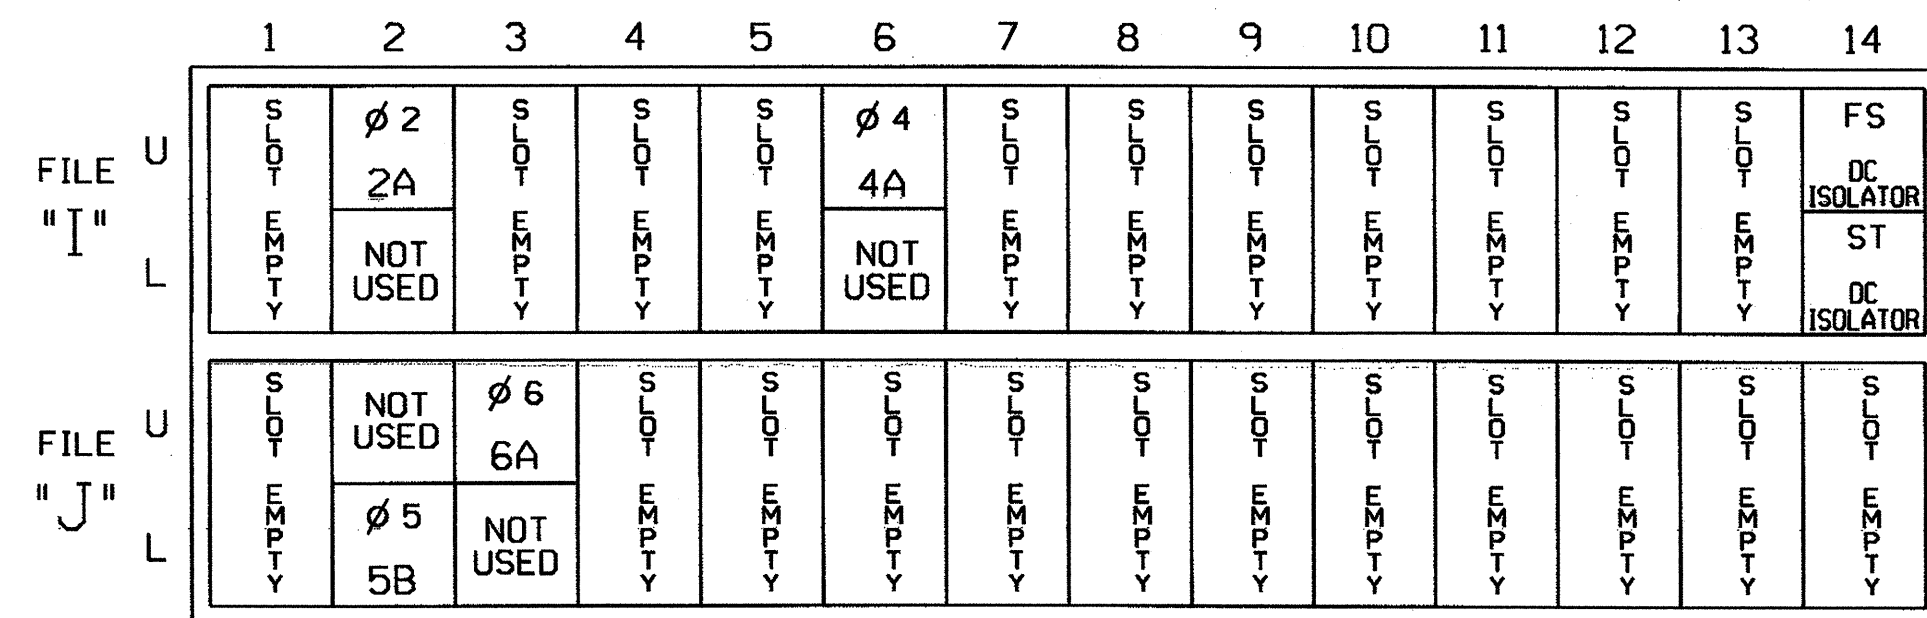 1 2 3 4 5 6 7 8 9 10 11 12 13 14
FILE "I"
U
L
SLOT EMPTY
Ø 2
2A
NOT USED
SLOT EMPTY
SLOT EMPTY
SLOT EMPTY
Ø 4
4A
NOT USED
SLOT EMPTY
SLOT EMPTY
SLOT EMPTY
SLOT EMPTY
SLOT EMPTY
SLOT EMPTY
SLOT EMPTY
FS
DC
ISOLATOR
ST
DC
ISOLATOR
FILE "J"
U
L
SLOT EMPTY
NOT USED
Ø 5
5B
Ø 6
6A
NOT USED
SLOT EMPTY
SLOT EMPTY
SLOT EMPTY
SLOT EMPTY
SLOT EMPTY
SLOT EMPTY
SLOT EMPTY
SLOT EMPTY
SLOT EMPTY
SLOT EMPTY
SLOT EMPTY